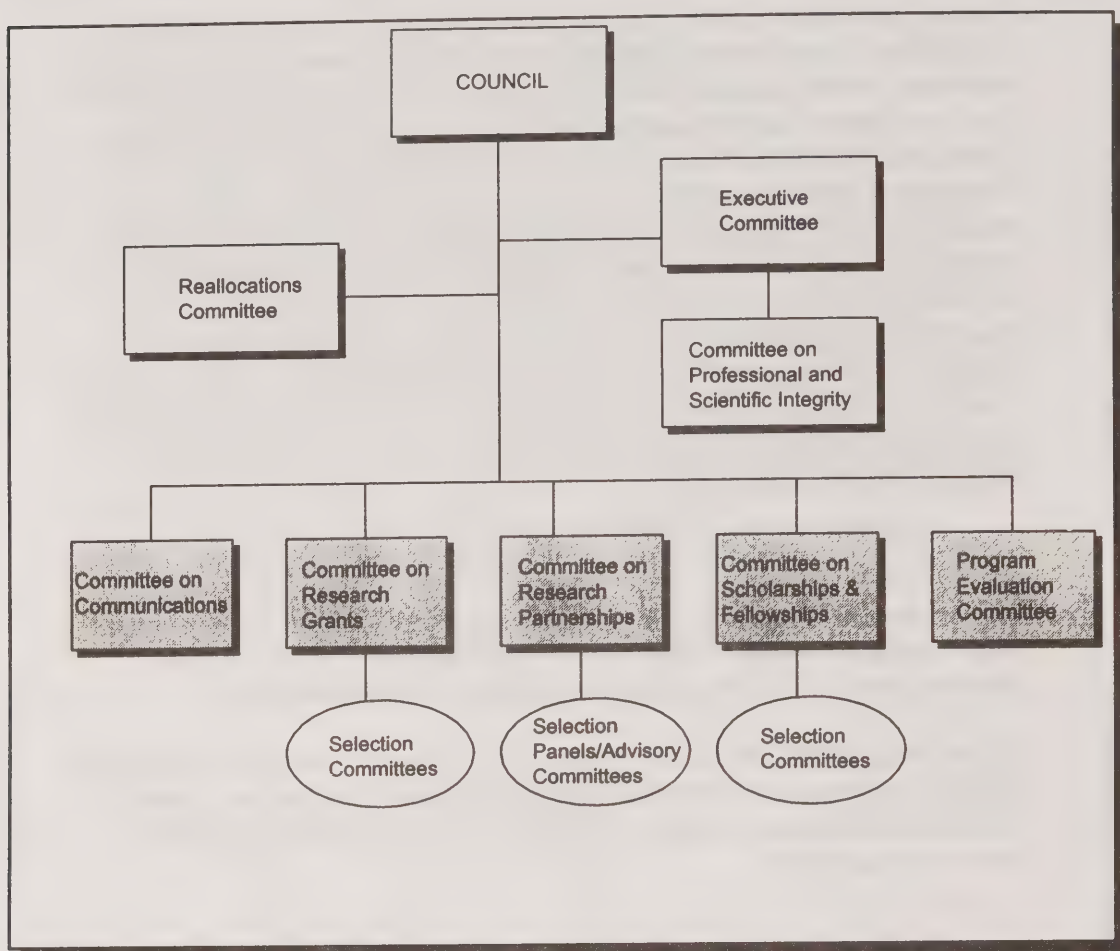 COUNCIL
Executive
Committee
Reallocations
Committee
Committee on
Professional and
Scientific Integrity
Committee on
Communications
Committee on
Research
Grants
Committee on
Research
Partnerships
Committee on
Scholarships &
Fellowships
Program
Evaluation
Committee
Selection
Committees
Selection
Panels/Advisory
Committees
Selection
Committees